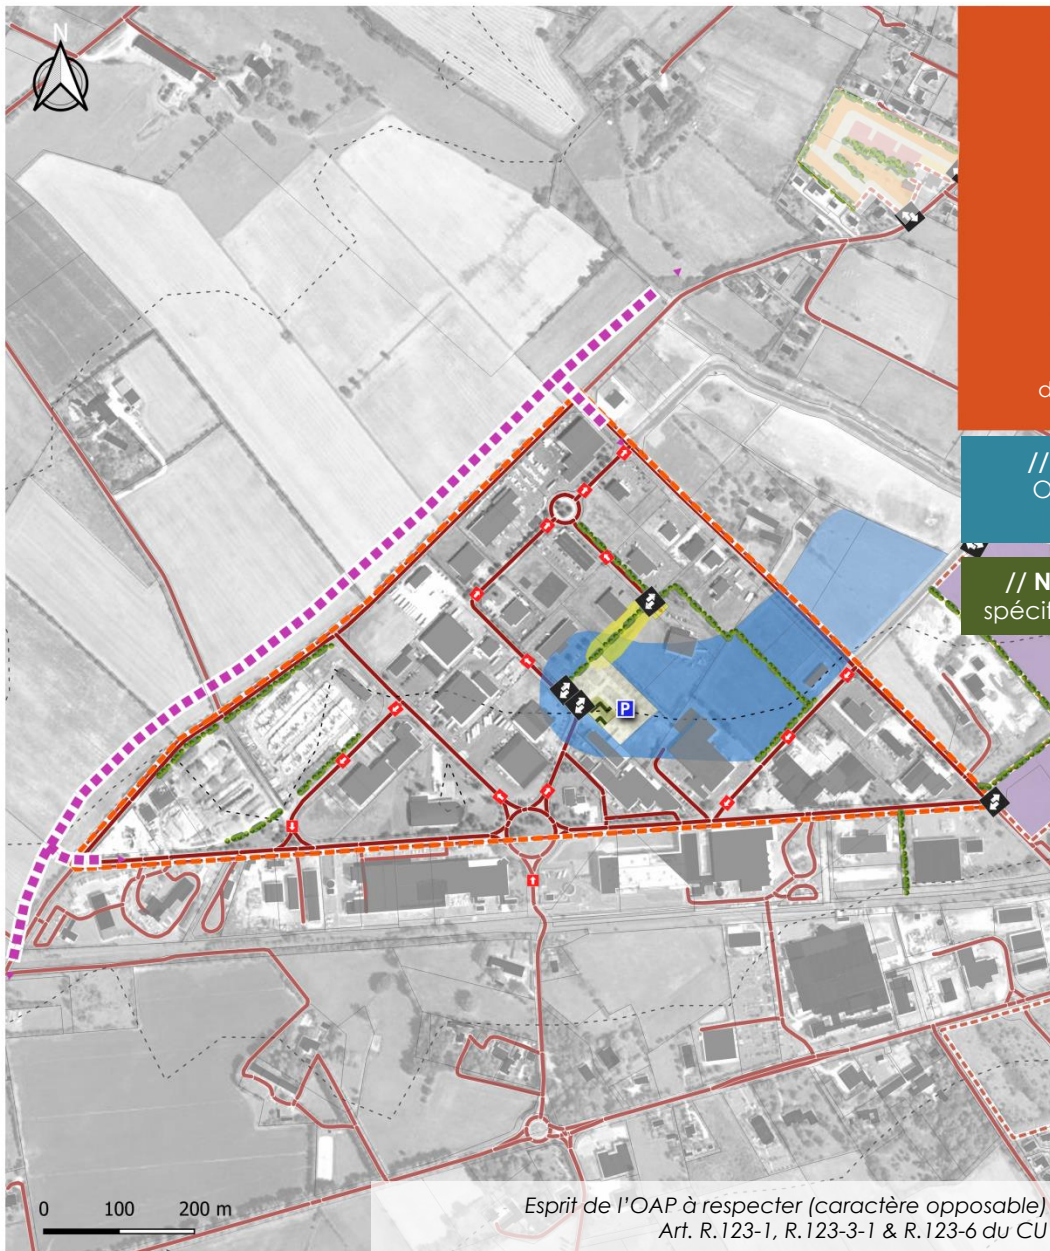 N
d
//
O
// N
spécif
P
0 100 200 m
Esprit de l'OAP à respecter (caractère opposable)
Art. R.123-1, R.123-3-1 & R.123-6 du CU